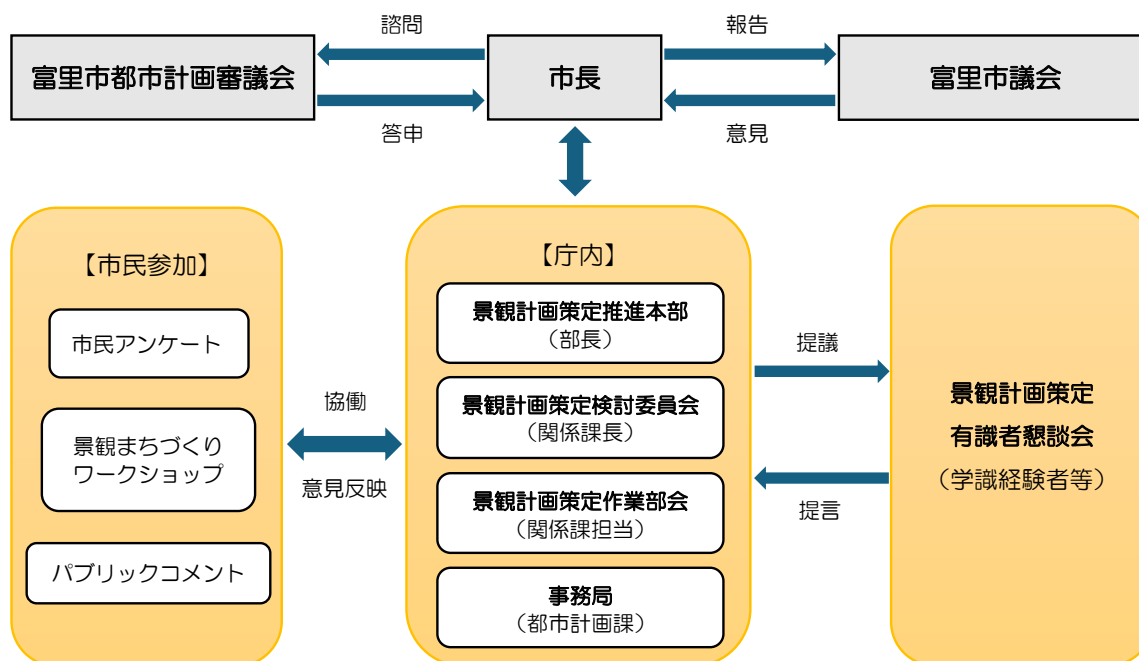 諮問
報告
富里市都市計画審議会
市長
富里市議会
答申
意見
【市民参加】
市民アンケート
景観まちづくり
ワークショップ
パブリックコメント
協働
意見反映
【庁内】
景観計画策定推進本部
（部長）
景観計画策定検討委員会
（関係課長）
景観計画策定作業部会
（関係課担当）
事務局
（都市計画課）
提議
提言
景観計画策定
有識者懇談会
（学識経験者等）